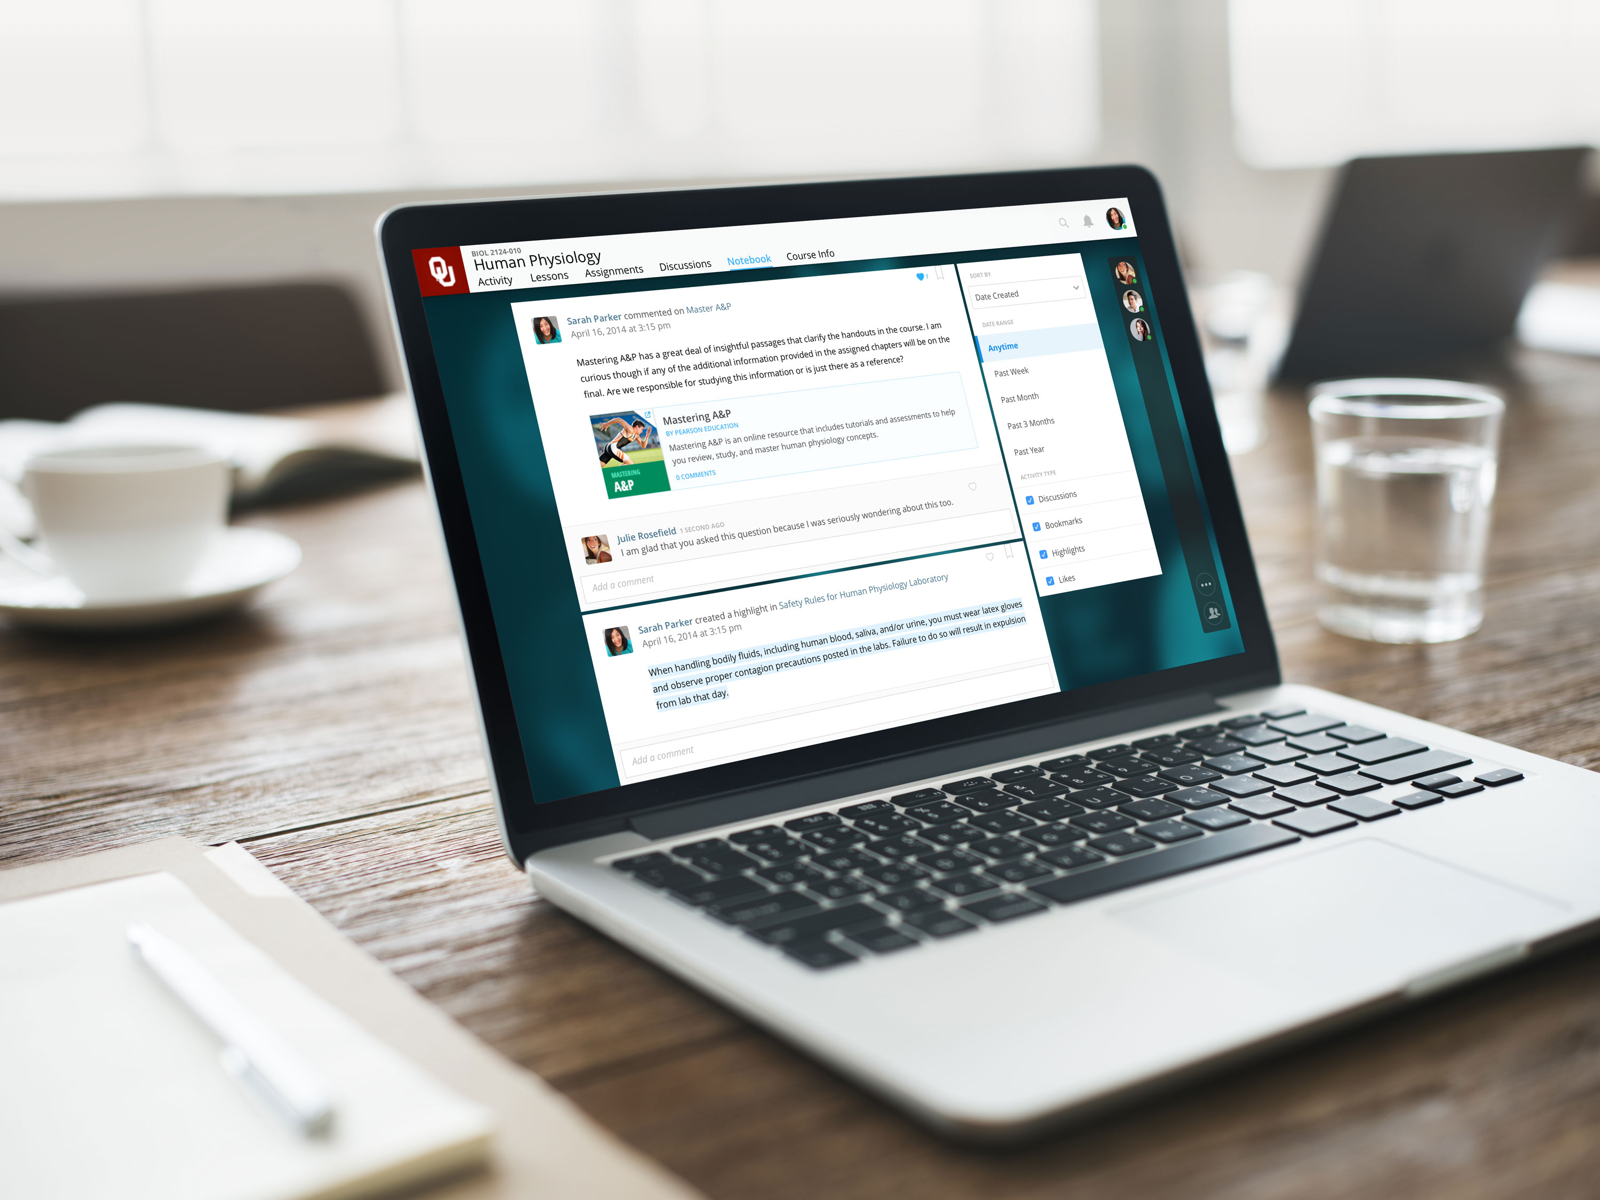 OU
BIOL 2124-010
Human Physiology
Activity Lessons Assignments Discussions Notebook Course Info
Sarah Parker commented on Master A&P
April 16, 2014 at 3:15 pm
Mastering A&P has a great deal of insightful passages that clarify the handouts in the course. I am
curious though if any of the additional information provided in the assigned chapters will be on the
final. Are we responsible for studying this information or is just there as a reference?
MASTERING
A&P
Mastering A&P
BY PEARSON EDUCATION
Mastering A&P is an online resource that includes tutorials and assessments to help
you review, study, and master human physiology concepts.
0 COMMENTS
Julie Rosefield 1 SECOND AGO
I am glad that you asked this question because I was seriously wondering about this too.
Add a comment
Sarah Parker created a highlight in Safety Rules for Human Physiology Laboratory
April 16, 2014 at 3:15 pm
When handling bodily fluids, including human blood, saliva, and/or urine, you must wear latex gloves
and observe proper contagion precautions posted in the labs. Failure to do so will result in expulsion
from lab that day.
Add a comment
SORT BY
Date Created
DATE RANGE
Anytime
Past Week
Past Month
Past 3 Months
Past Year
ACTIVITY TYPE
Discussions
Bookmarks
Highlights
Likes